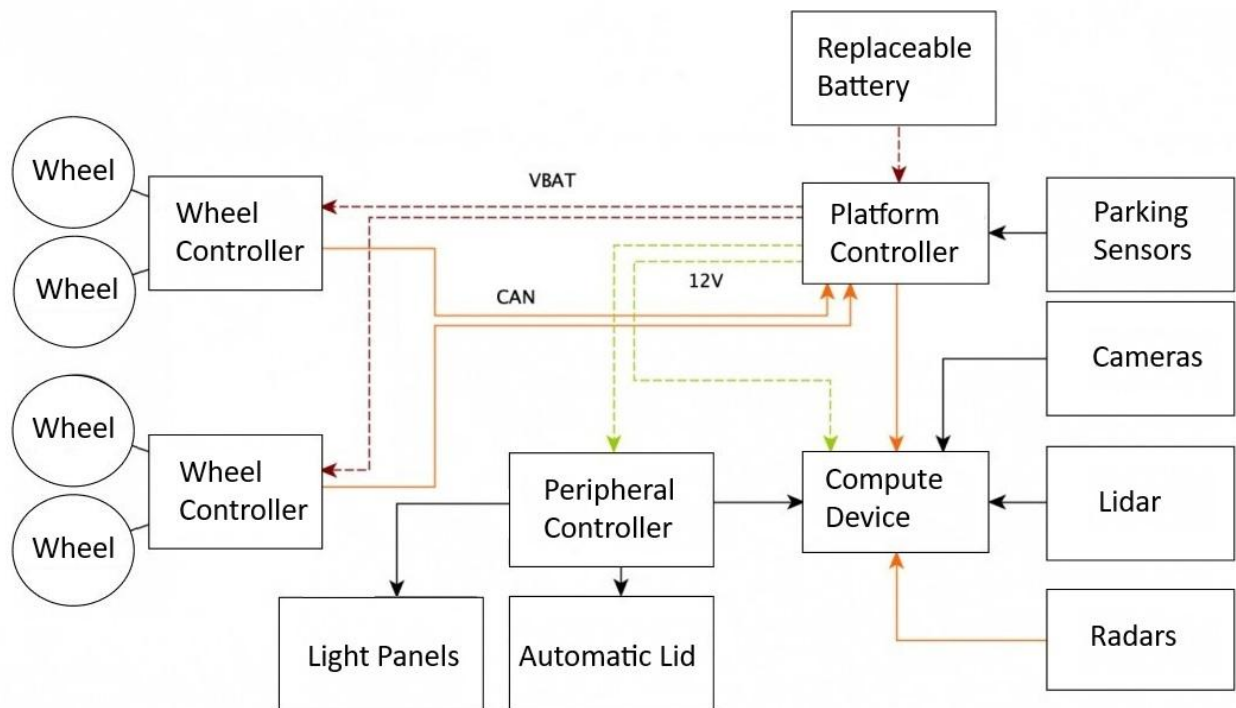 Replaceable
Battery
Wheel
VBAT
Wheel
Controller
Platform
Controller
Parking
Sensors
Wheel
12V
CAN
Cameras
Wheel
Wheel
Controller
Peripheral
Controller
Compute
Device
Lidar
Wheel
Light Panels
Automatic Lid
Radars